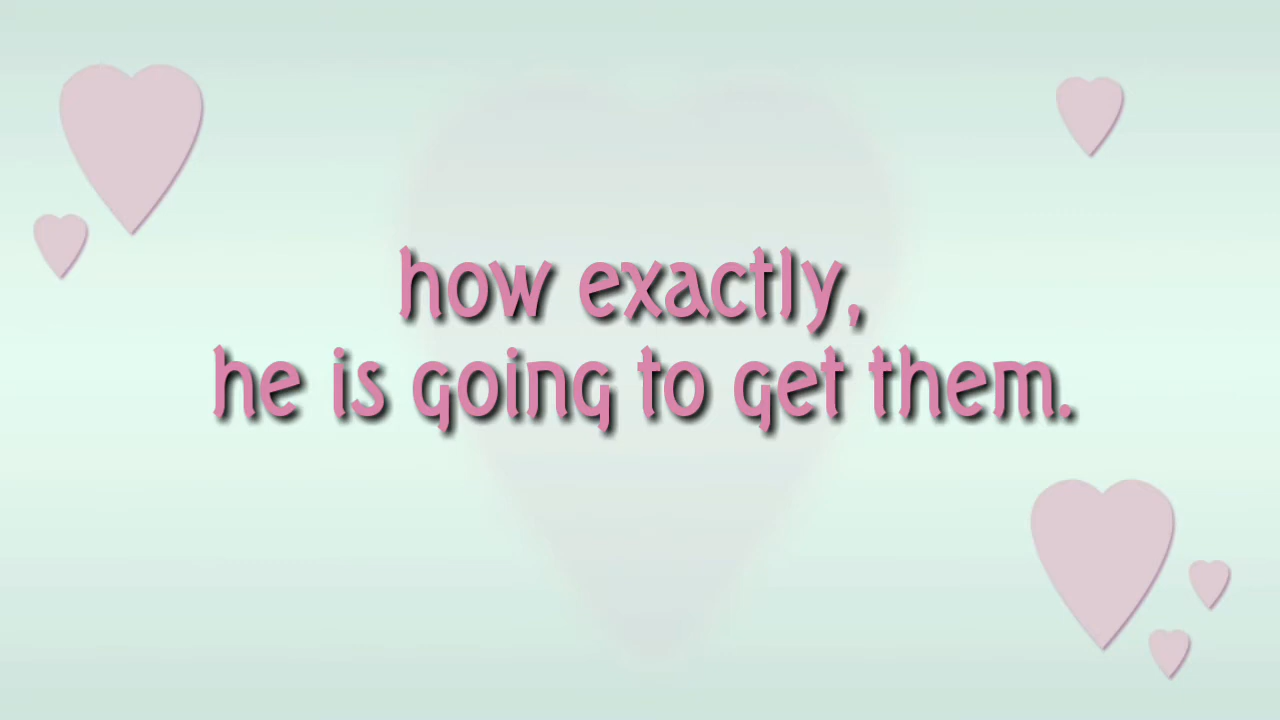 how exactly,
he is going to get them.